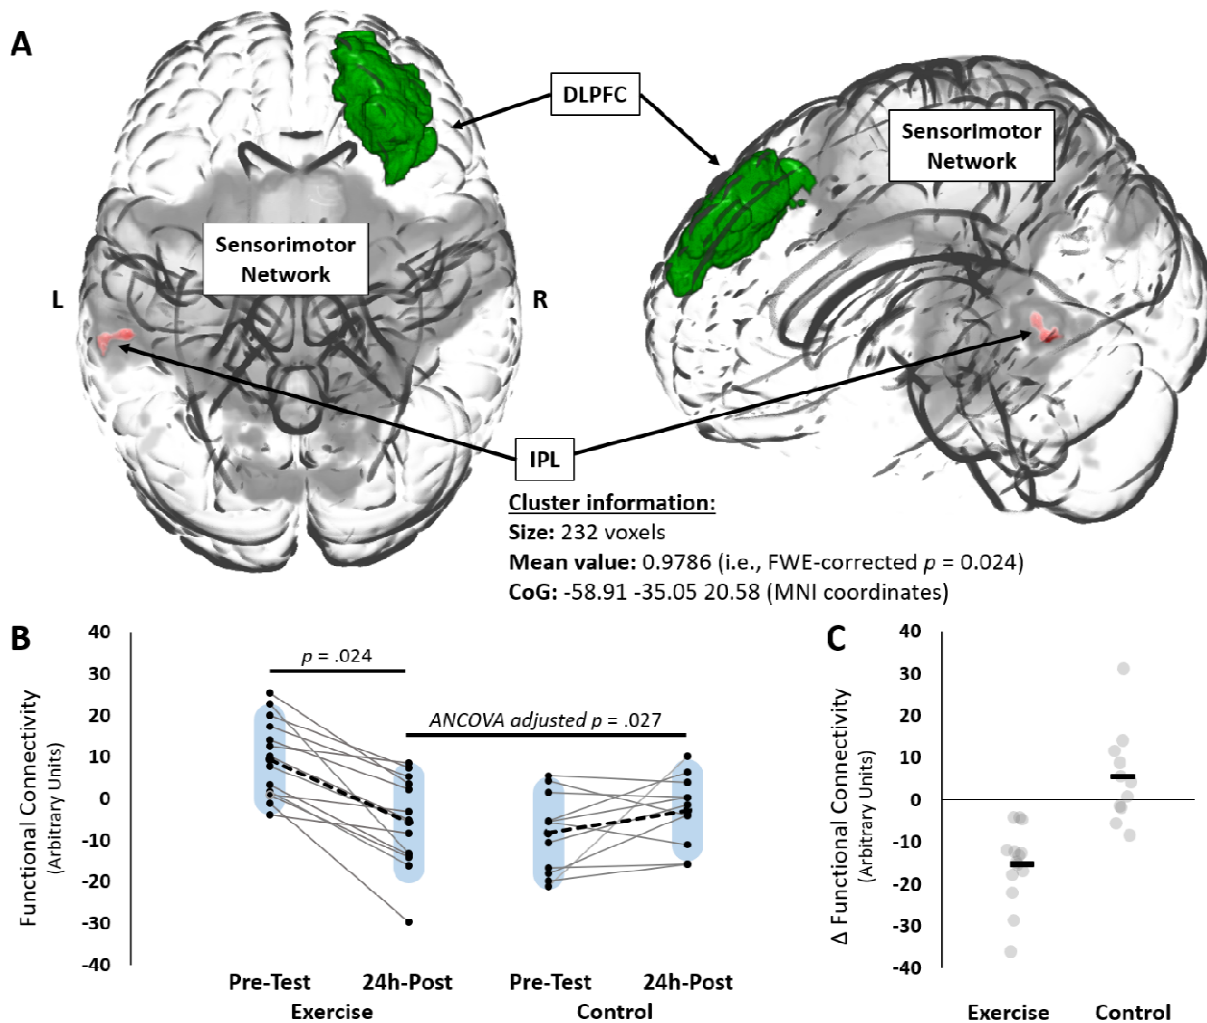 A
DLPFC
Sensorimotor
Network
Sensorimotor
Network
L
R
IPL
Cluster information:
Size: 232 voxels
Mean value: 0.9786 (i.e., FWE-corrected p = 0.024)
CoG: -58.91 -35.05 20.58 (MNI coordinates)
B
Functional Connectivity
(Arbitrary Units)
40
30
20
10
0
-10
-20
-30
-40
p = .024
ANCOVA adjusted p = .027
Pre-Test
24h-Post
Pre-Test
24h-Post
Exercise
Control
C
Δ Functional Connectivity
(Arbitrary Units)
40
30
20
10
0
-10
-20
-30
-40
Exercise
Control